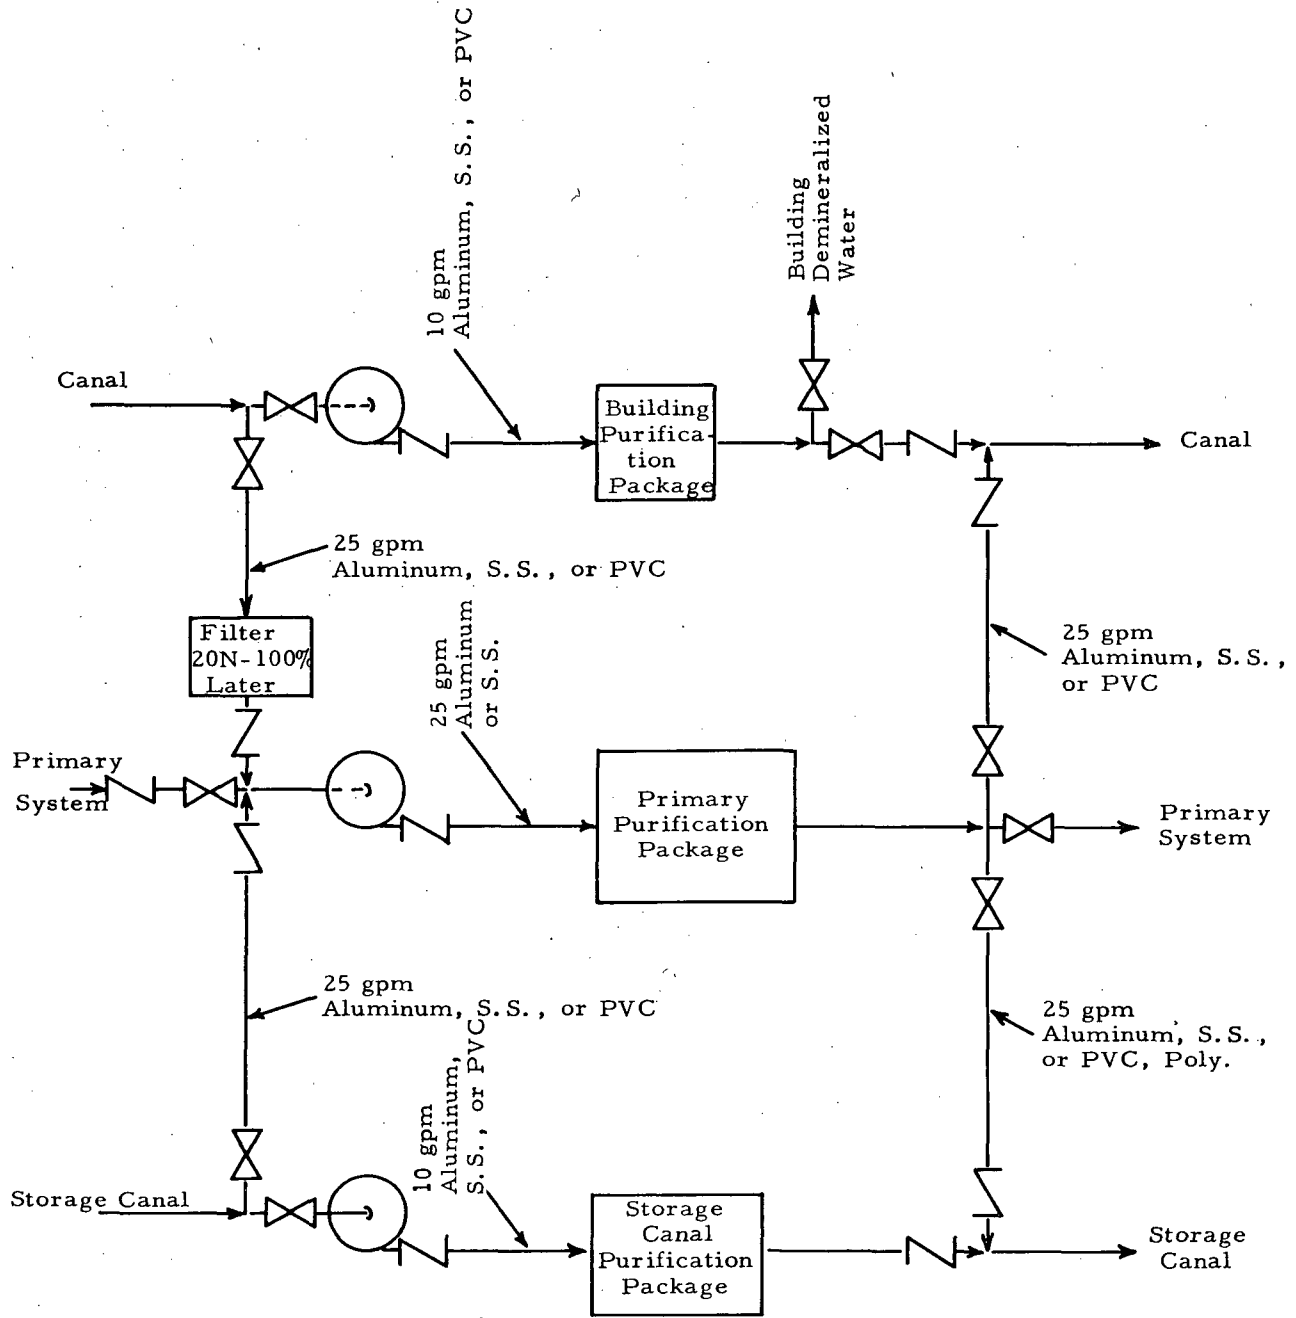 10 gpm
Aluminum, S.S., or PVC
Building
Demineralized
Water
Canal
Building
Purifica-
tion
Package
Canal
25 gpm
Aluminum, S.S., or PVC
Filter
20N-100%
Later
25 gpm
Aluminum
or S.S.
25 gpm
Aluminum, S.S.,
or PVC
Primary
System
Primary
Purification
Package
Primary
System
25 gpm
Aluminum, S.S., or PVC
25 gpm
Aluminum, S.S.,
or PVC, Poly.
10 gpm
Aluminum,
S.S., or PVC
Storage Canal
Storage
Canal
Purification
Package
Storage
Canal